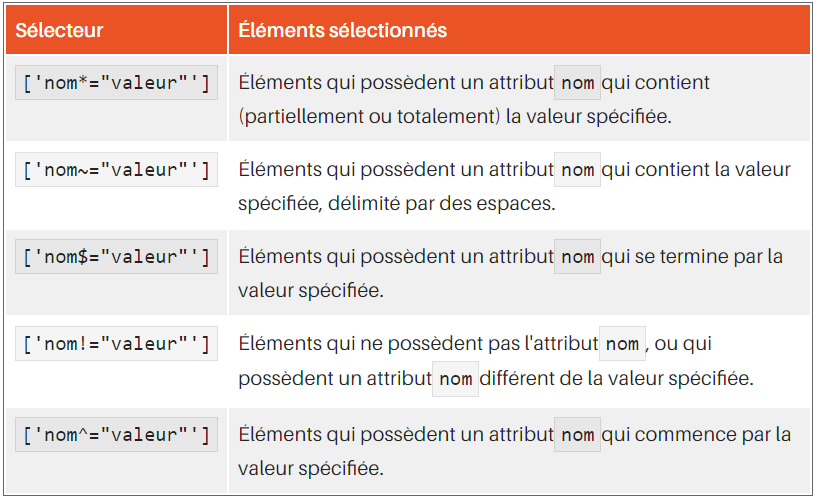 Sélecteur Éléments sélectionnés
['nom*="valeur"'] Éléments qui possèdent un attribut nom qui contient
(partiellement ou totalement) la valeur spécifiée.
['nom~="valeur"'] Éléments qui possèdent un attribut nom qui contient la valeur
spécifiée, délimité par des espaces.
['nom$="valeur"'] Éléments qui possèdent un attribut nom qui se termine par la
valeur spécifiée.
['nom!="valeur"'] Éléments qui ne possèdent pas l'attribut nom , ou qui
possèdent un attribut nom différent de la valeur spécifiée.
['nom^="valeur"'] Éléments qui possèdent un attribut nom qui commence par la
valeur spécifiée.